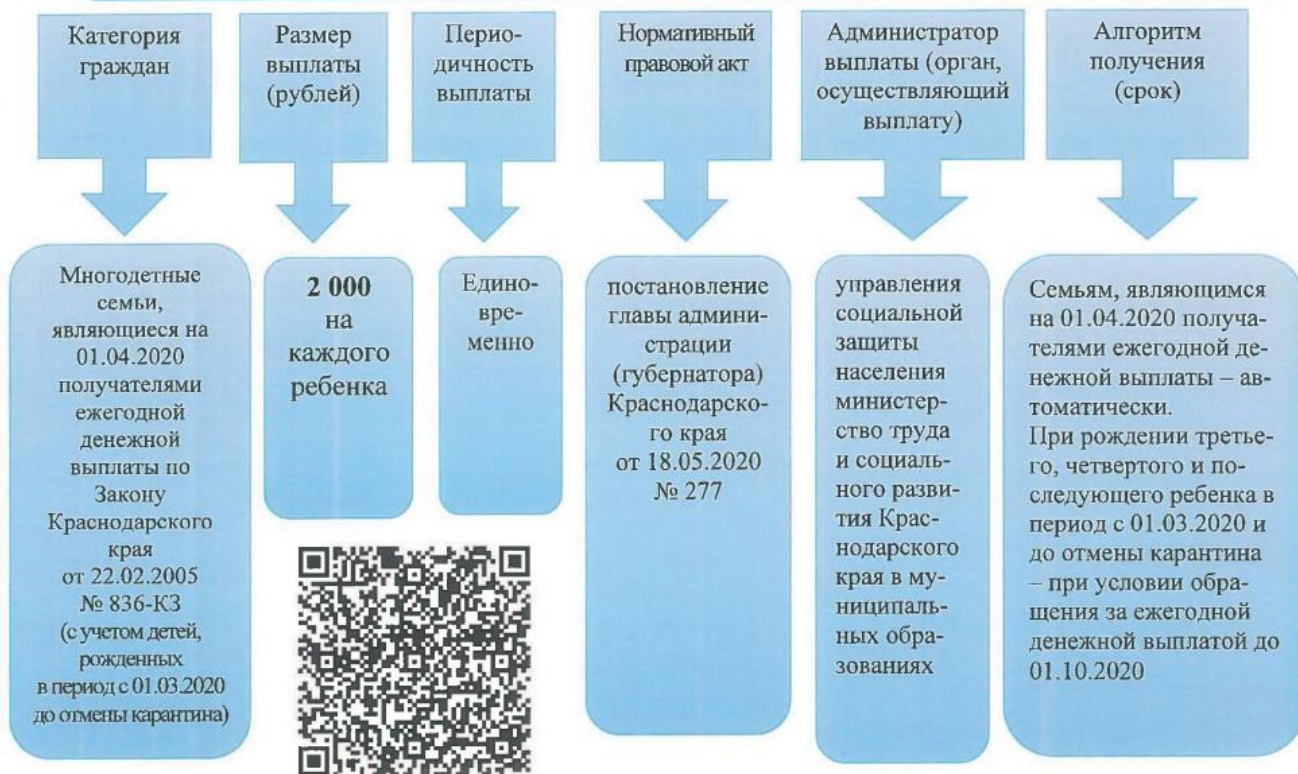 Категория
граждан
Размер
выплаты
(рублей)
Перио-
дичность
выплаты
Нормативный
правовой акт
Администратор
выплаты (орган,
осуществляющий
выплату)
Алгоритм
получения
(срок)
Многодетные
семьи,
являющиеся на
01.04.2020
получателями
ежегодной
денежной
выплаты по
Закону
Краснодарского
края
от 22.02.2005
№ 836-КЗ
(с учетом детей,
рожденных
в период с 01.03.2020
до отмены карантина)
2 000
на
каждого
ребенка
Едино-
вре-
менно
постановление
главы админи-
страции
(губернатора)
Краснодарско-
го края
от 18.05.2020
№ 277
управления
социальной
защиты
населения
министер-
ство труда
и социаль-
ного разви-
тия Крас-
нодарского
края в му-
ниципаль-
ных обра-
зованиях
Семьям, являющимся
на 01.04.2020 получа-
телями ежегодной де-
нежной выплаты – ав-
томатически.
При рождении третье-
го, четвертого и по-
следующего ребенка в
период с 01.03.2020 и
до отмены карантина
– при условии обра-
щения за ежегодной
денежной выплатой до
01.10.2020